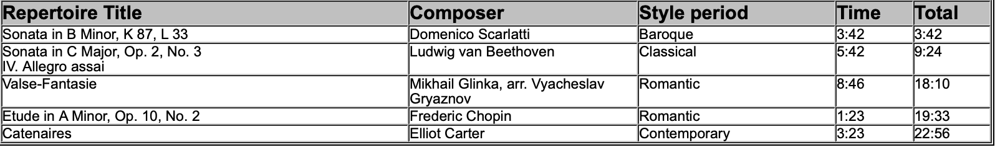 Repertoire Title Composer Style period Time Total
Sonata in B Minor, K 87, L 33 Domenico Scarlatti Baroque 3:42 3:42
Sonata in C Major, Op. 2, No. 3 Ludwig van Beethoven Classical 5:42 9:24
IV. Allegro assai
Valse-Fantasie Mikhail Glinka, arr. Vyacheslav Romantic 8:46 18:10
Gryaznov
Etude in A Minor, Op. 10, No. 2 Frederic Chopin Romantic 1:23 19:33
Catenaires Elliot Carter Contemporary 3:23 22:56